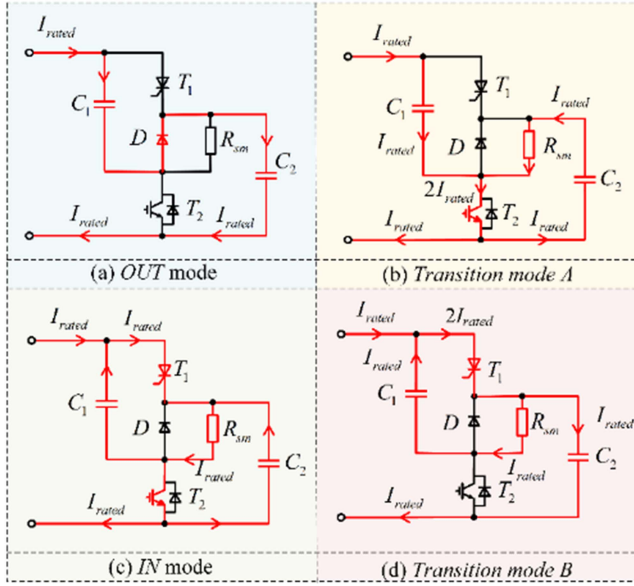 I_rated
T_1
C_1
D
R_sm
C_2
T_2
I_rated
I_rated
(a) OUT mode
I_rated
T_1
I_rated
C_1
I_rated
D
R_sm
C_2
2I_rated
I_rated
T_2
I_rated
(b) Transition mode A
I_rated
I_rated
T_1
C_1
D
R_sm
I_rated
C_2
T_2
I_rated
(c) IN mode
I_rated
2I_rated
I_rated
T_1
C_1
D
R_sm
I_rated
C_2
I_rated
T_2
I_rated
(d) Transition mode B